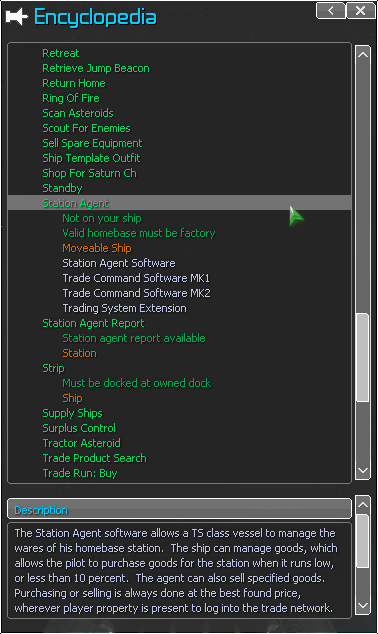 Encyclopedia
Retreat
Retrieve Jump Beacon
Return Home
Ring Of Fire
Scan Asteroids
Scout For Enemies
Sell Spare Equipment
Ship Template Outfit
Shop For Saturn Ch
Standby
Station Agent
Not on your ship
Valid homebase must be factory
Moveable Ship
Station Agent Software
Trade Command Software MK1
Trade Command Software MK2
Trading System Extension
Station Agent Report
Station agent report available
Station
Strip
Must be docked at owned dock
Ship
Supply Ships
Surplus Control
Tractor Asteroid
Trade Product Search
Trade Run: Buy
Description
The Station Agent software allows a TS class vessel to manage the
wares of his homebase station. The ship can manage goods, which
allows the pilot to purchase goods for the station when it runs low,
or less than 10 percent. The agent can also sell specified goods.
Purchasing or selling is always done at the best found price,
wherever player property is present to log into the trade network.